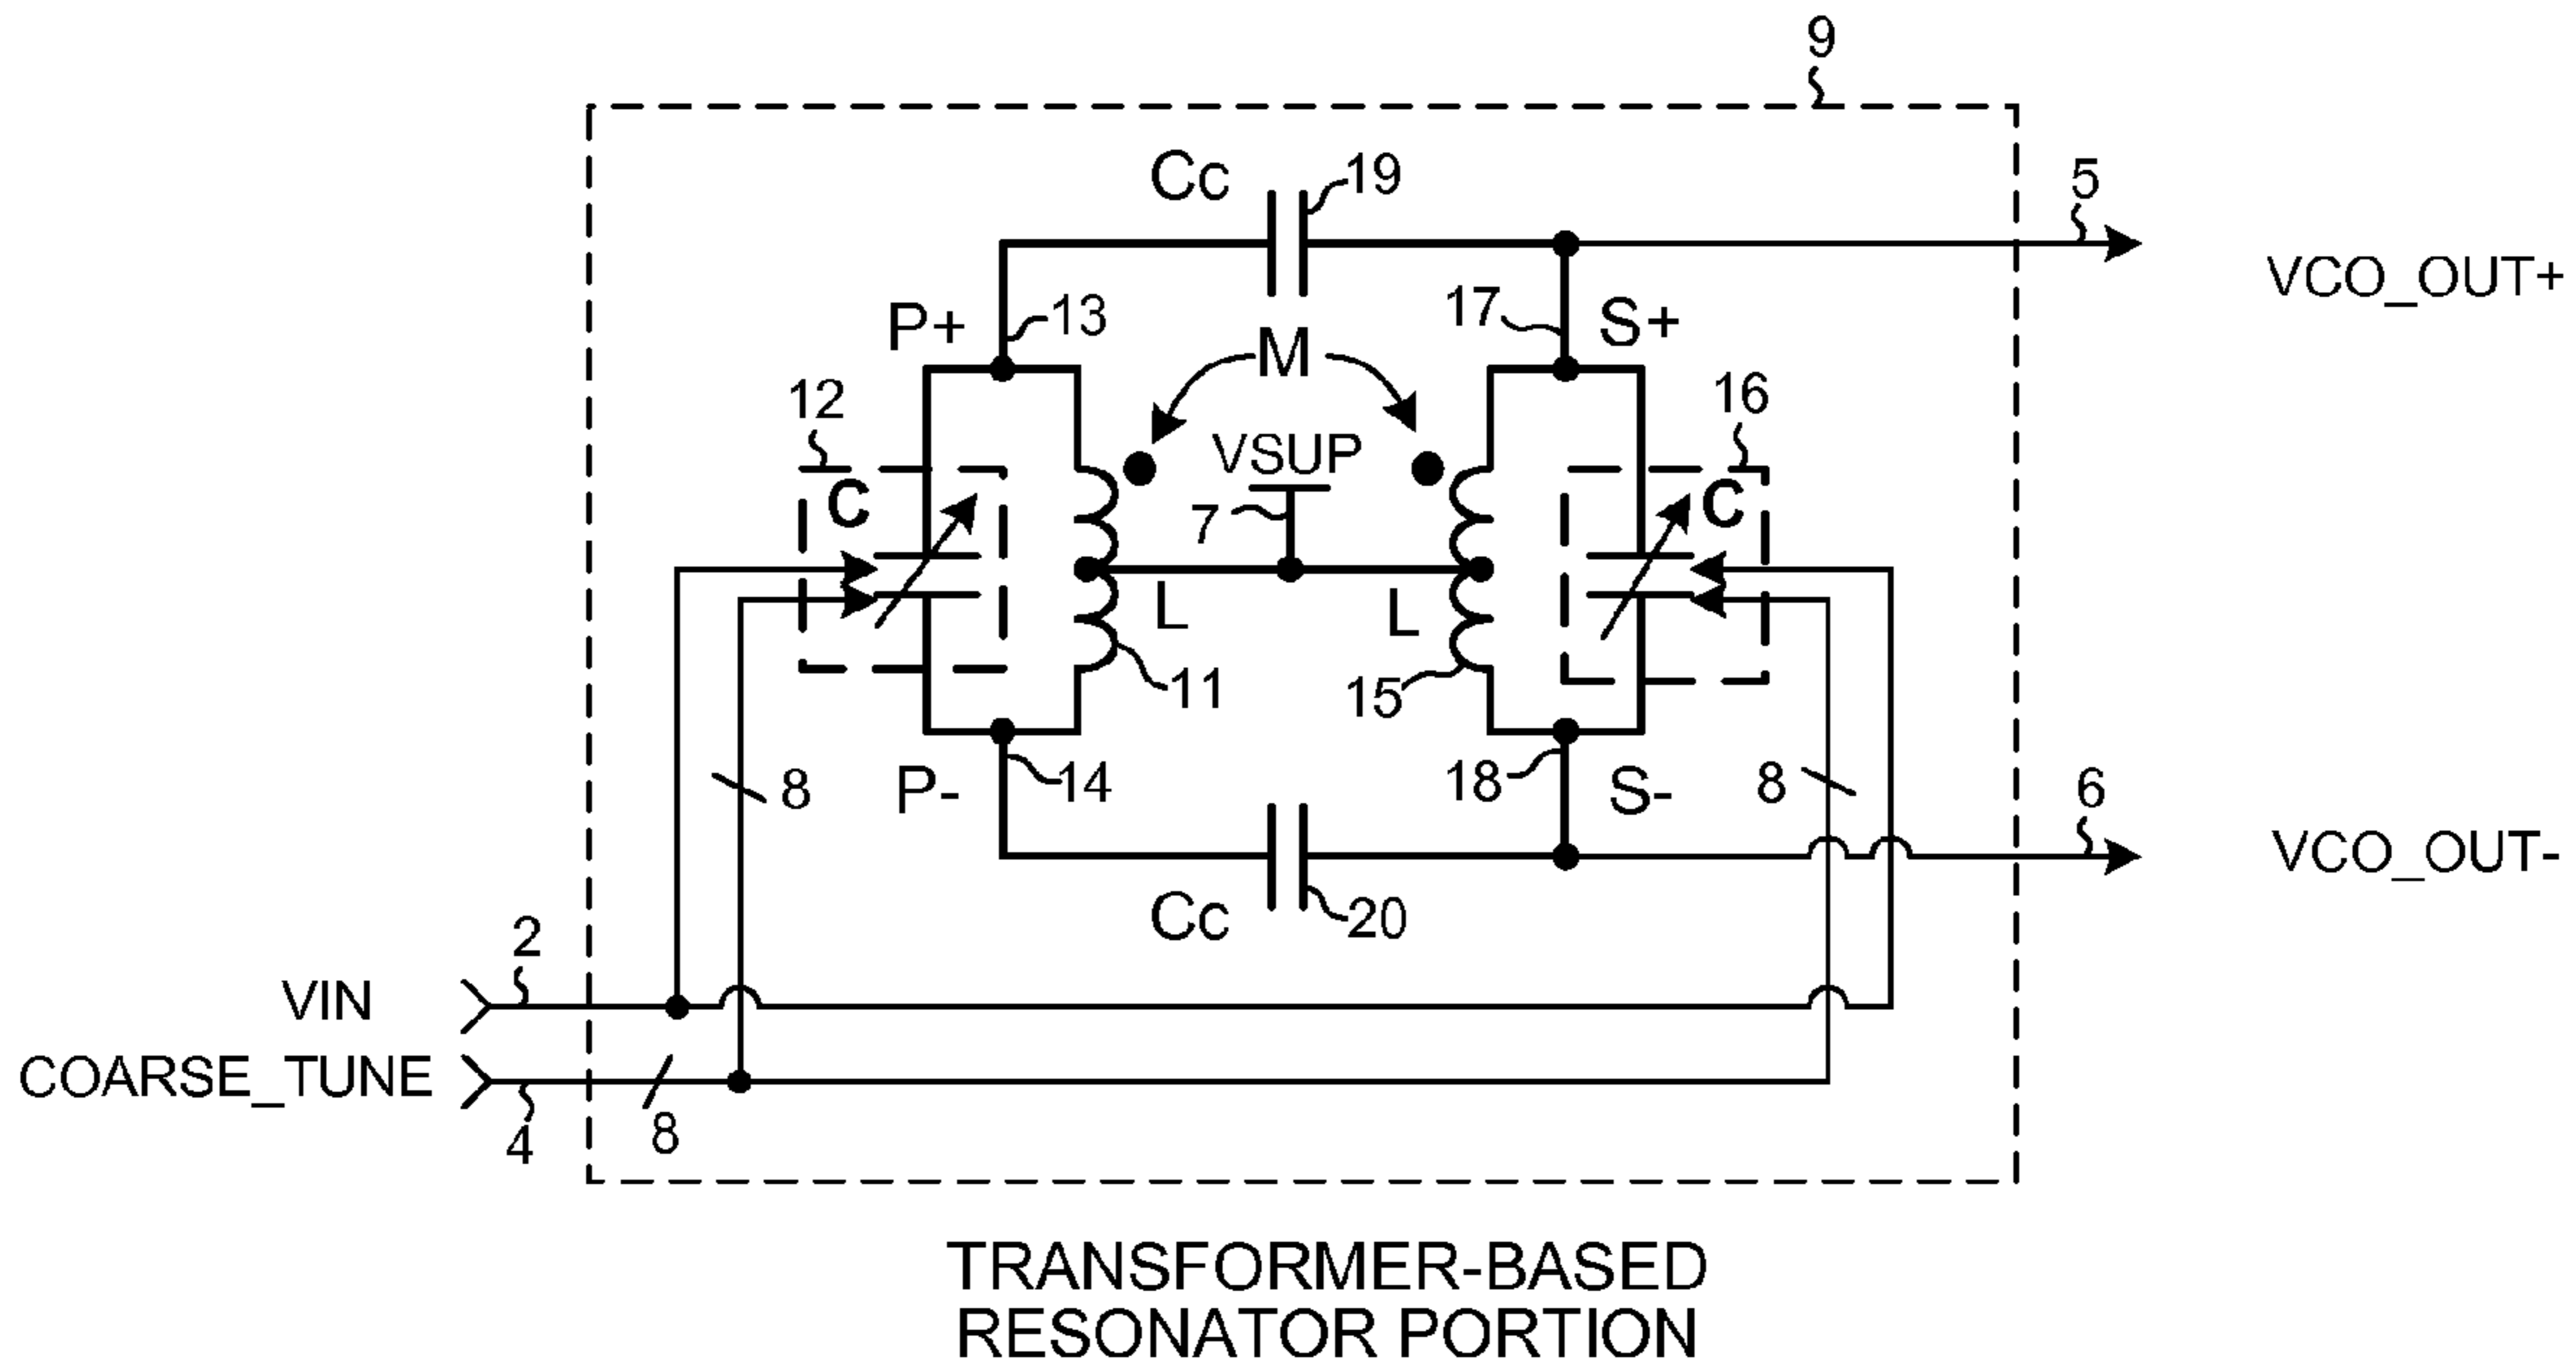 9
Cc
19
5
VCO_OUT+
P+
13
17
S+
M
12
16
VSUP
C
C
7
L
L
11
15
P-
14
18
S-
8
8
6
VCO_OUT-
Cc
20
2
VIN
COARSE_TUNE
4
8
TRANSFORMER-BASED
RESONATOR PORTION